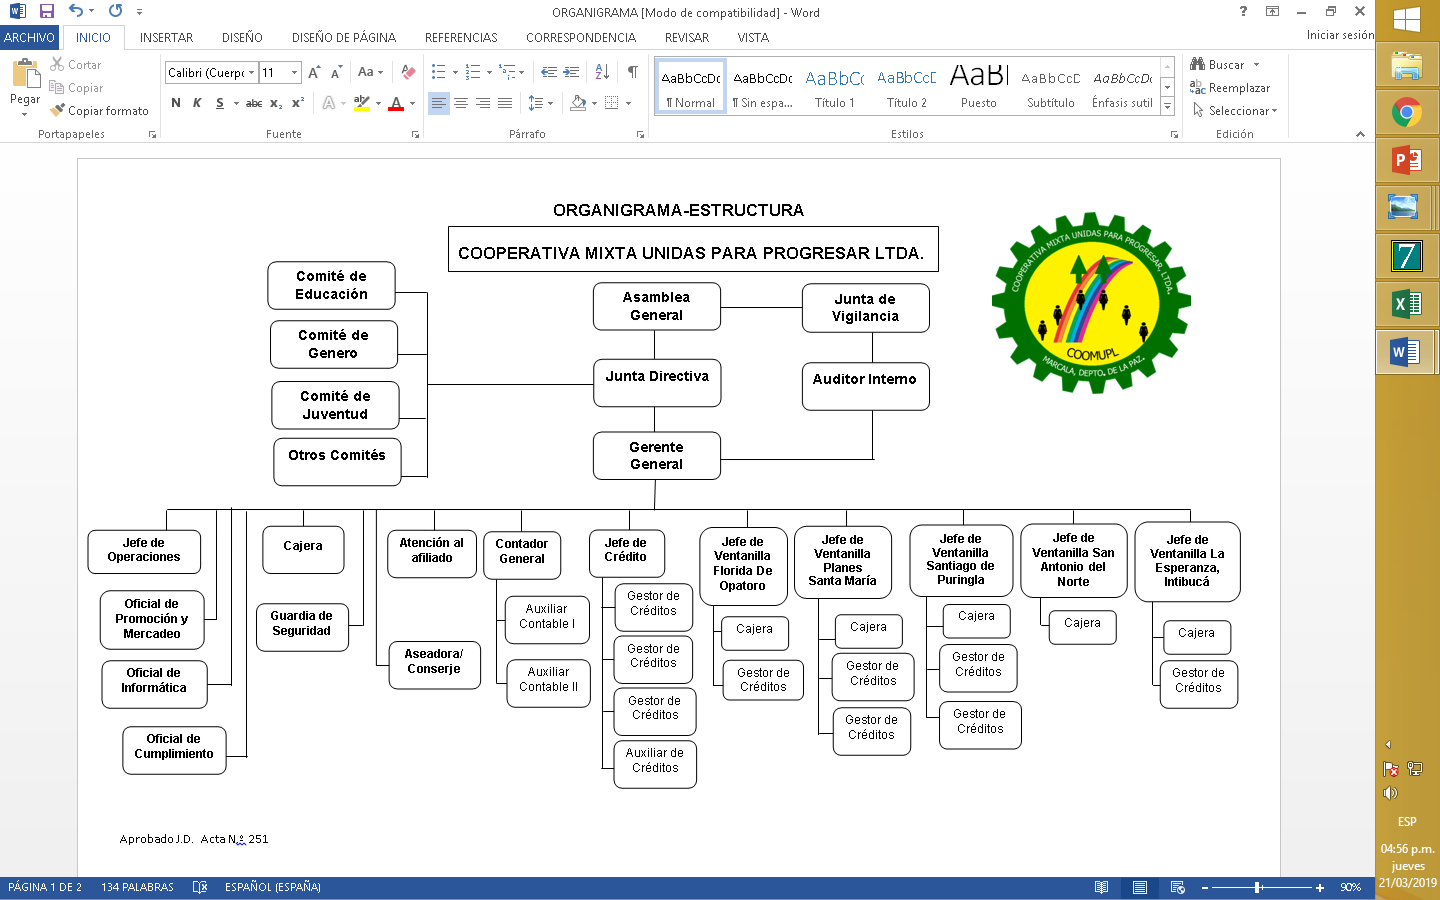 ORGANIGRAMA [Modo de compatibilidad] - Word
?
Iniciar sesión
ARCHIVO INICIO INSERTAR DISEÑO DISEÑO DE PÁGINA REFERENCIAS CORRESPONDENCIA REVISAR VISTA
Pegar
Cortar
Copiar
Copiar formato
Portapapeles
Calibri (Cuerpo 11
N K S abc x₂ x²
Fuente
Párrafo
AaBbCcDc AaBbCcDc AaBbCc AaBbCcD AaBl AaBbCcD AaBbCcDc
¶ Normal ¶ Sin espa... Título 1 Título 2 Puesto Subtítulo Énfasis sutil
Estilos
Buscar
Reemplazar
Seleccionar
Edición
ORGANIGRAMA-ESTRUCTURA
COOPERATIVA MIXTA UNIDAS PARA PROGRESAR LTDA.
COOPERATIVA MIXTA UNIDAS PARA PROGRESAR, LTDA.
COOMUPL
MARCALA, DEPTO. DE LA PAZ.
Comité de
Educación
Comité de
Genero
Comité de
Juventud
Otros Comités
Asamblea
General
Junta de
Vigilancia
Junta Directiva
Auditor Interno
Gerente
General
Jefe de
Operaciones
Oficial de
Promoción y
Mercadeo
Oficial de
Informática
Oficial de
Cumplimiento
Cajera
Guardia de
Seguridad
Atención al
afiliado
Aseadora/
Conserje
Contador
General
Auxiliar
Contable I
Auxiliar
Contable II
Jefe de
Crédito
Gestor de
Créditos
Gestor de
Créditos
Gestor de
Créditos
Auxiliar de
Créditos
Jefe de
Ventanilla
Florida De
Opatoro
Cajera
Gestor de
Créditos
Jefe de
Ventanilla
Planes
Santa María
Cajera
Gestor de
Créditos
Gestor de
Créditos
Jefe de
Ventanilla
Santiago de
Puringla
Cajera
Gestor de
Créditos
Gestor de
Créditos
Jefe de
Ventanilla San
Antonio del
Norte
Cajera
Jefe de
Ventanilla La
Esperanza,
Intibucá
Cajera
Gestor de
Créditos
Aprobado J.D. Acta N.º 251
PÁGINA 1 DE 2 134 PALABRAS ESPAÑOL (ESPAÑA) 90%
7
ESP
04:56 p.m.
jueves
21/03/2019